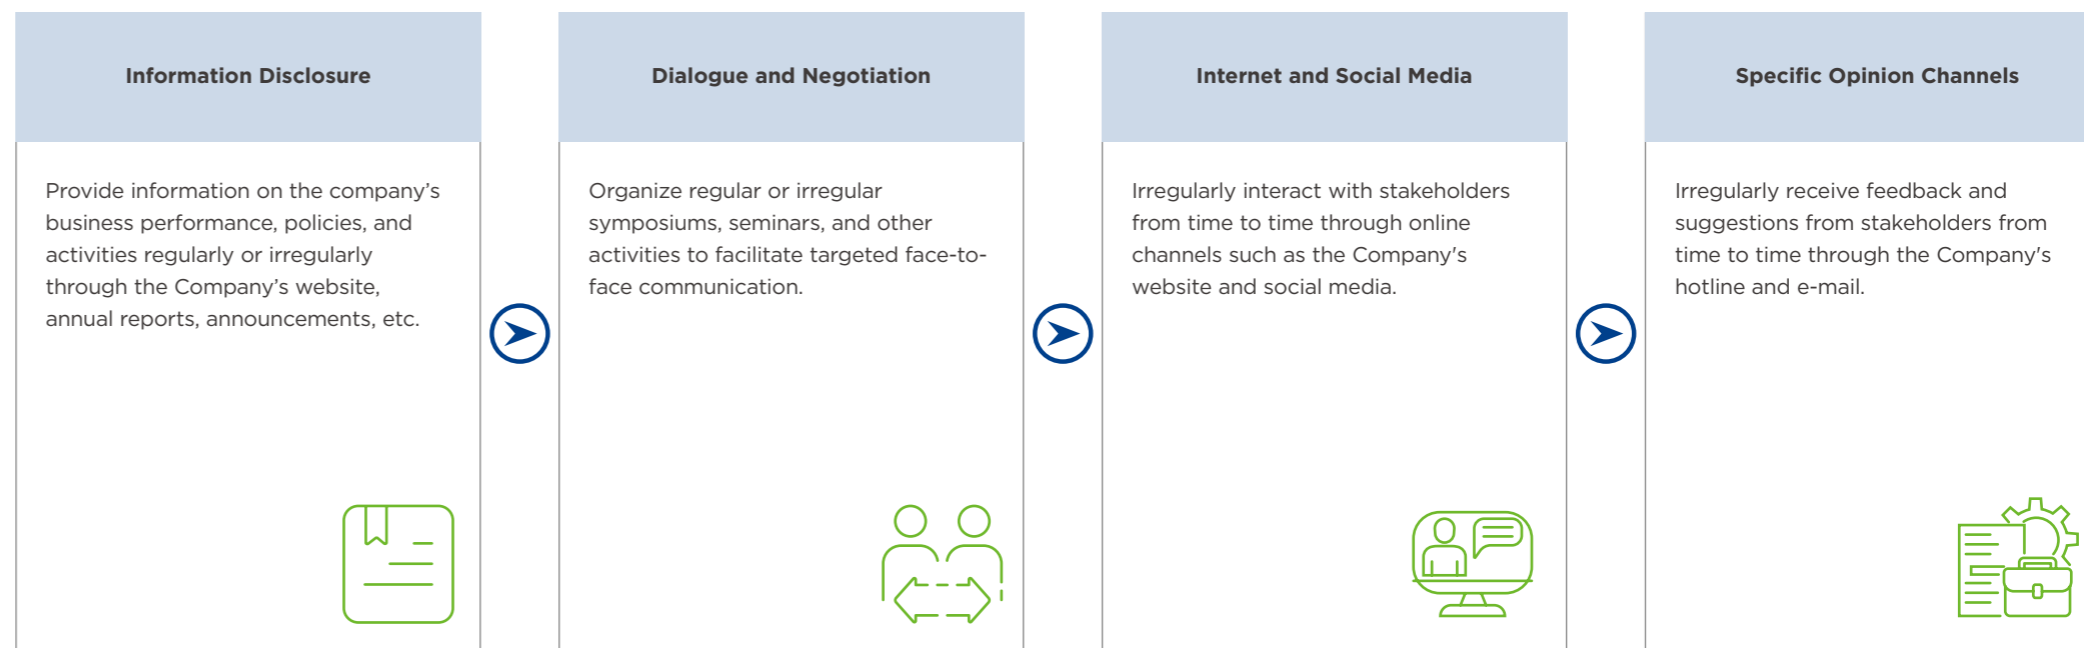 Information Disclosure
Provide information on the company’s
business performance, policies, and
activities regularly or irregularly
through the Company’s website,
annual reports, announcements, etc.
Dialogue and Negotiation
Organize regular or irregular
symposiums, seminars, and other
activities to facilitate targeted face-to-
face communication.
Internet and Social Media
Irregularly interact with stakeholders
from time to time through online
channels such as the Company's
website and social media.
Specific Opinion Channels
Irregularly receive feedback and
suggestions from stakeholders from
time to time through the Company's
hotline and e-mail.